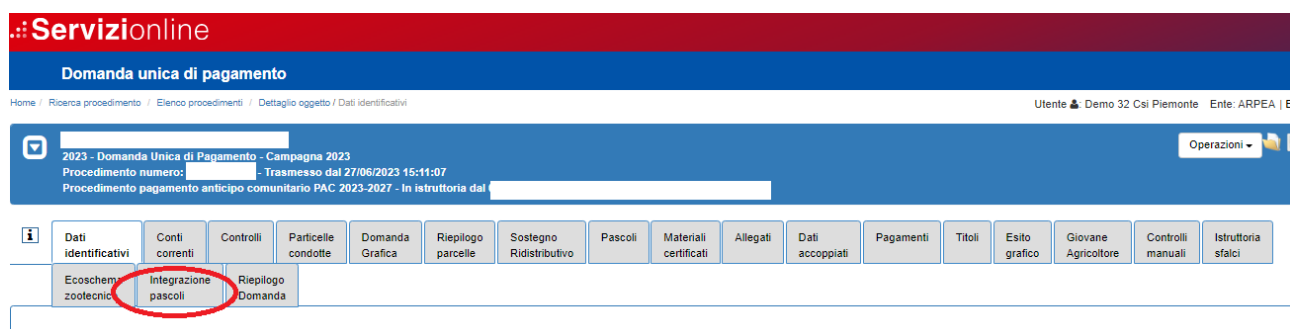 Servizionline
Domanda unica di pagamento
Home / Ricerca procedimento / Elenco procedimenti / Dettaglio oggetto / Dati identificativi
Utente : Demo 32 Csi Piemonte Ente: ARPEA |
2023 - Domanda Unica di Pagamento - Campagna 2023
Operazioni
Procedimento numero: - Trasmesso dal 27/06/2023 15:11:07
Procedimento pagamento anticipo comunitario PAC 2023-2027 - In istruttoria dal
i
Dati identificativi
Conti correnti
Controlli
Particelle condotte
Domanda Grafica
Riepilogo parcelle
Sostegno Ridistributivo
Pascoli
Materiali certificati
Allegati
Dati accoppiati
Pagamenti
Titoli
Esito grafico
Giovane Agricoltore
Controlli manuali
Istruttoria sfalci
Ecoschema zootecnico
Integrazione pascoli
Riepilogo Domanda